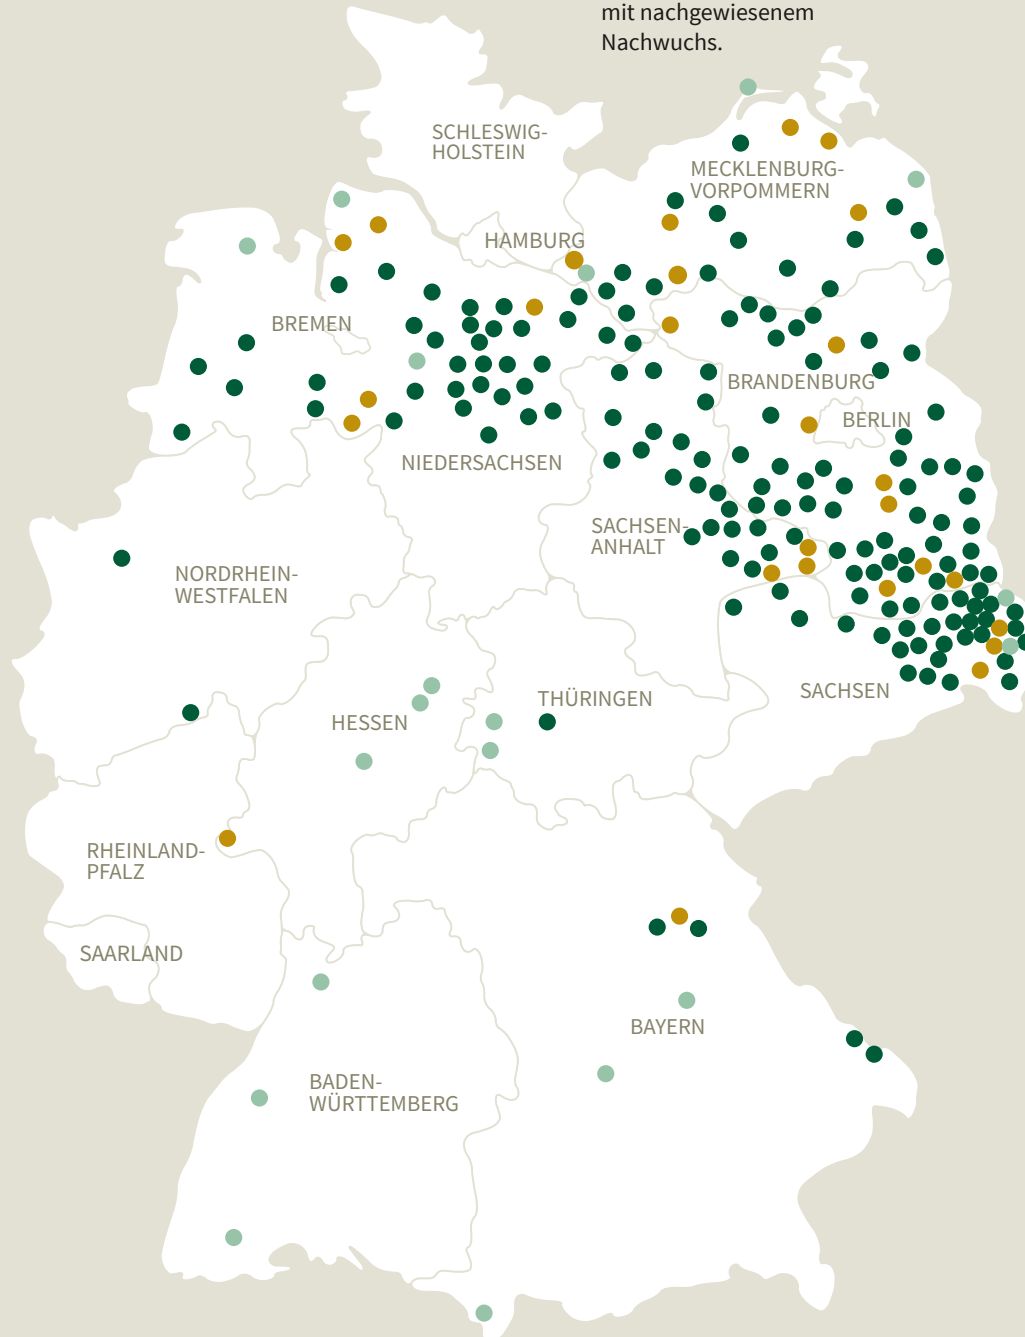 mit nachgewiesenem
Nachwuchs.
SCHLESWIG-
HOLSTEIN
MECKLENBURG-
VORPOMMERN
HAMBURG
BREMEN
BRANDENBURG
BERLIN
NIEDERSACHSEN
SACHSEN-
ANHALT
NORDRHEIN-
WESTFALEN
SACHSEN
THÜRINGEN
HESSEN
RHEINLAND-
PFALZ
SAARLAND
BAYERN
BADEN-
WÜRTTEMBERG